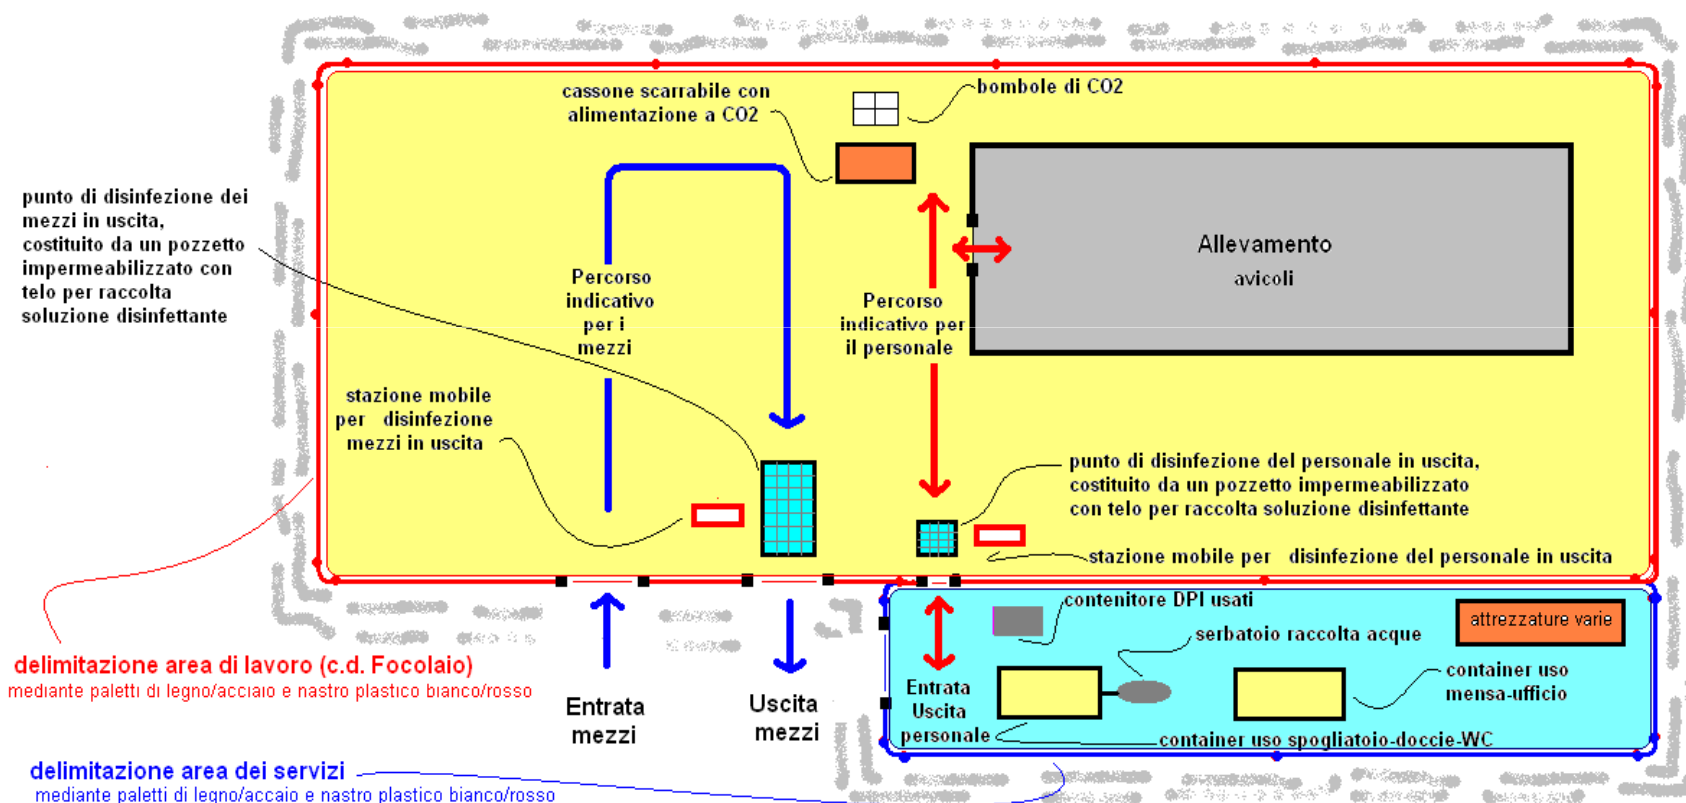 cassone scarrabile con
alimentazione a CO2
bombole di CO2
punto di disinfezione dei
mezzi in uscita,
costituito da un pozzetto
impermeabilizzato con
telo per raccolta
soluzione disinfettante
Allevamento
avicoli
Percorso
indicativo
per i
mezzi
Percorso
indicativo per
il personale
stazione mobile
per disinfezione
mezzi in uscita
punto di disinfezione del personale in uscita,
costituito da un pozzetto impermeabilizzato
con telo per raccolta soluzione disinfettante
stazione mobile per disinfezione del personale in uscita
contenitore DPI usati
attrezzature varie
serbatoio raccolta acque
container uso
mensa-ufficio
Entrata
Uscita
personale
container uso spogliatoio-doccie-WC
delimitazione area di lavoro (c.d. Focolaio)
mediante paletti di legno/acciaio e nastro plastico bianco/rosso
Entrata
mezzi
Uscita
mezzi
delimitazione area dei servizi
mediante paletti di legno/accaio e nastro plastico bianco/rosso